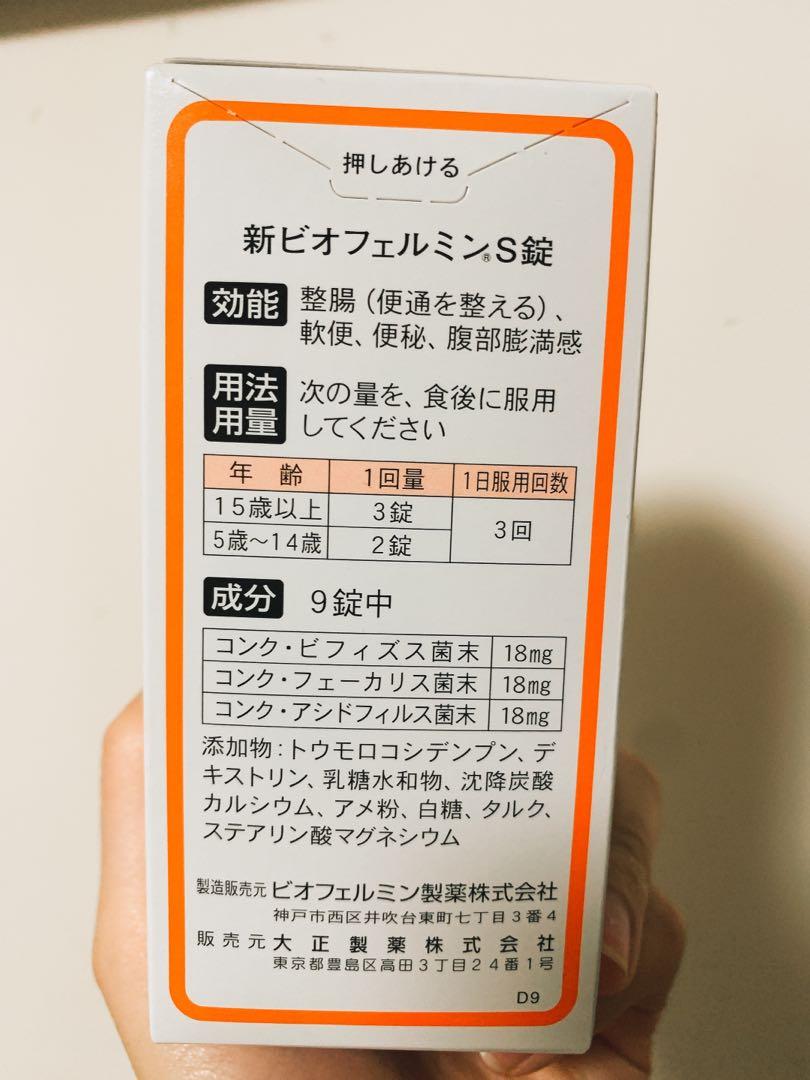 押しあける
新ビオフェルミン®S錠
効能 整腸(便通を整える)、
軟便、便秘、腹部膨満感
用法
用量
次の量を、食後に服用
してください
年齢 1回量 1日服用回数
15歳以上 3錠 3回
5歳～14歳 2錠
成分 9錠中
コンク・ビフィズス菌末 18mg
コンク・フェーカリス菌末 18mg
コンク・アシドフィルス菌末 18mg
添加物:トウモロコシデンプン、デ
キストリン、乳糖水和物、沈降炭酸
カルシウム、アメ粉、白糖、タルク、
ステアリン酸マグネシウム
製造販売元 ビオフェルミン製薬株式会社
神戸市西区井吹台東町七丁目3番4
販売元 大正製薬株式会社
東京都豊島区高田3丁目24番1号
D9